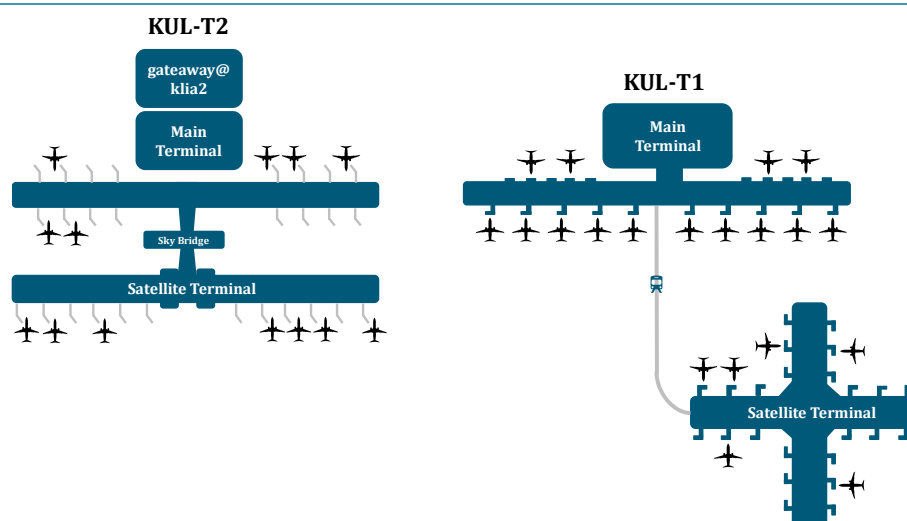 KUL-T2
gateaway@
klia2
Main
Terminal
Sky Bridge
Satellite Terminal
KUL-T1
Main
Terminal
Satellite Terminal